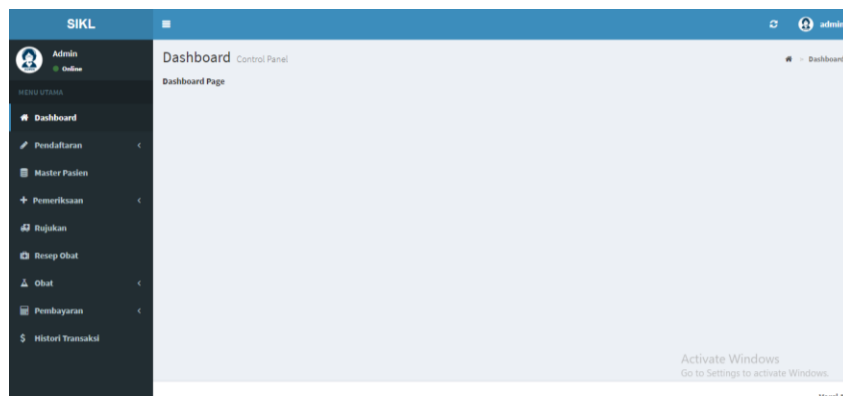 SIKL
admin
Admin
Online
Dashboard Control Panel
Dashboard
Dashboard Page
MENU UTAMA
Dashboard
Pendaftaran
Master Pasien
Pemeriksaan
Rujukan
Resep Obat
Obat
Pembayaran
Histori Transaksi
Activate Windows
Go to Settings to activate Windows.